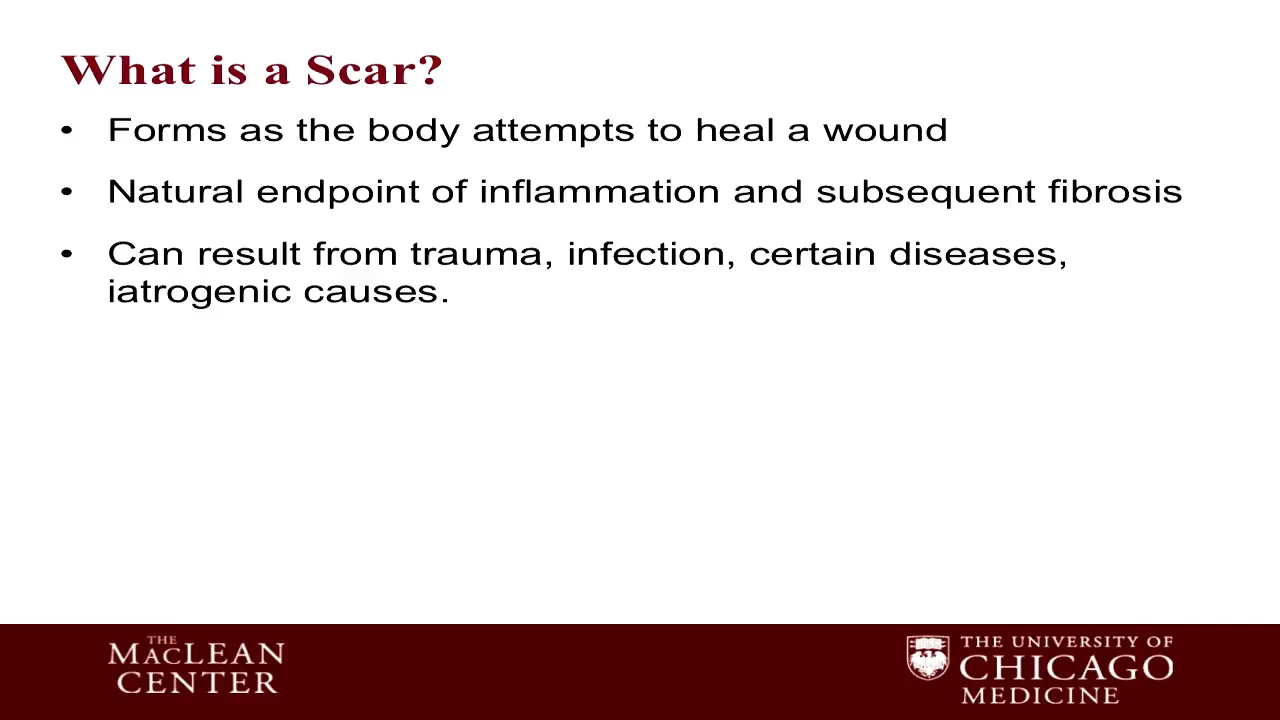 What is a Scar?
• Forms as the body attempts to heal a wound
• Natural endpoint of inflammation and subsequent fibrosis
• Can result from trauma, infection, certain diseases,
iatrogenic causes.
THE
MACLEAN
CENTER
THE UNIVERSITY OF
CHICAGO
MEDICINE